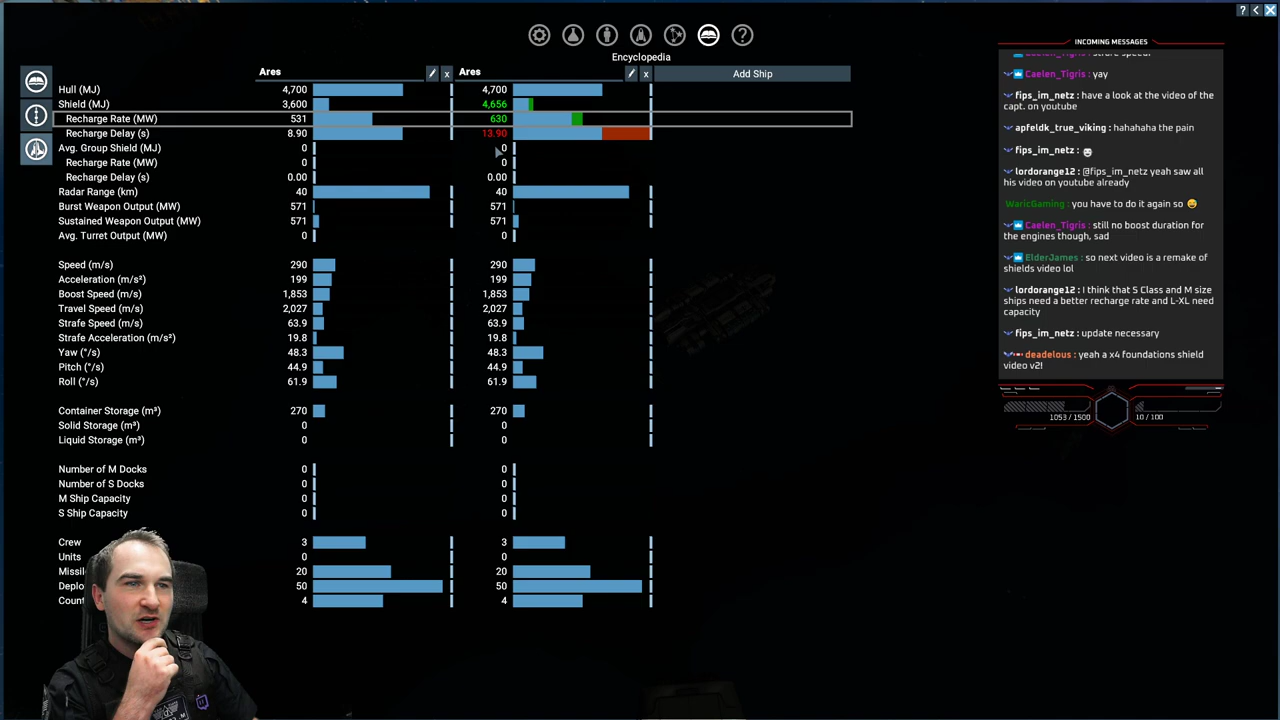 ? < X
?
Encyclopedia
Ares x Ares x Add Ship
Hull (MJ) 4,700 4,700
Shield (MJ) 3,600 4,656
Recharge Rate (MW) 531 630
Recharge Delay (s) 8.90 13.90
Avg. Group Shield (MJ) 0 0
Recharge Rate (MW) 0 0
Recharge Delay (s) 0.00 0.00
Radar Range (km) 40 40
Burst Weapon Output (MW) 571 571
Sustained Weapon Output (MW) 571 571
Avg. Turret Output (MW) 0 0
Speed (m/s) 290 290
Acceleration (m/s²) 199 199
Boost Speed (m/s) 1,853 1,853
Travel Speed (m/s) 2,027 2,027
Strafe Speed (m/s) 63.9 63.9
Strafe Acceleration (m/s²) 19.8 19.8
Yaw (°/s) 48.3 48.3
Pitch (°/s) 44.9 44.9
Roll (°/s) 61.9 61.9
Container Storage (m³) 270 270
Solid Storage (m³) 0 0
Liquid Storage (m³) 0 0
Number of M Docks 0 0
Number of S Docks 0 0
M Ship Capacity 0 0
S Ship Capacity 0 0
Crew 3 3
Units 0 0
Missil 20 20
Deplo 50 50
Count 4 4
INCOMING MESSAGES
Caelen_Tigris : strafe speed!
Caelen_Tigris : yay
fips_im_netz : have a look at the video of the
capt. on youtube
apfeldk_true_viking : hahahaha the pain
fips_im_netz :
lordorange12 : @fips_im_netz yeah saw all
his video on youtube already
WaricGaming : you have to do it again so
Caelen_Tigris : still no boost duration for
the engines though, sad
ElderJames : so next video is a remake of
shields video lol
lordorange12 : I think that S Class and M size
ships need a better recharge rate and L-XL need
capacity
fips_im_netz : update necessary
deadelous : yeah a x4 foundations shield
video v2!
1053 / 1500 10 / 100